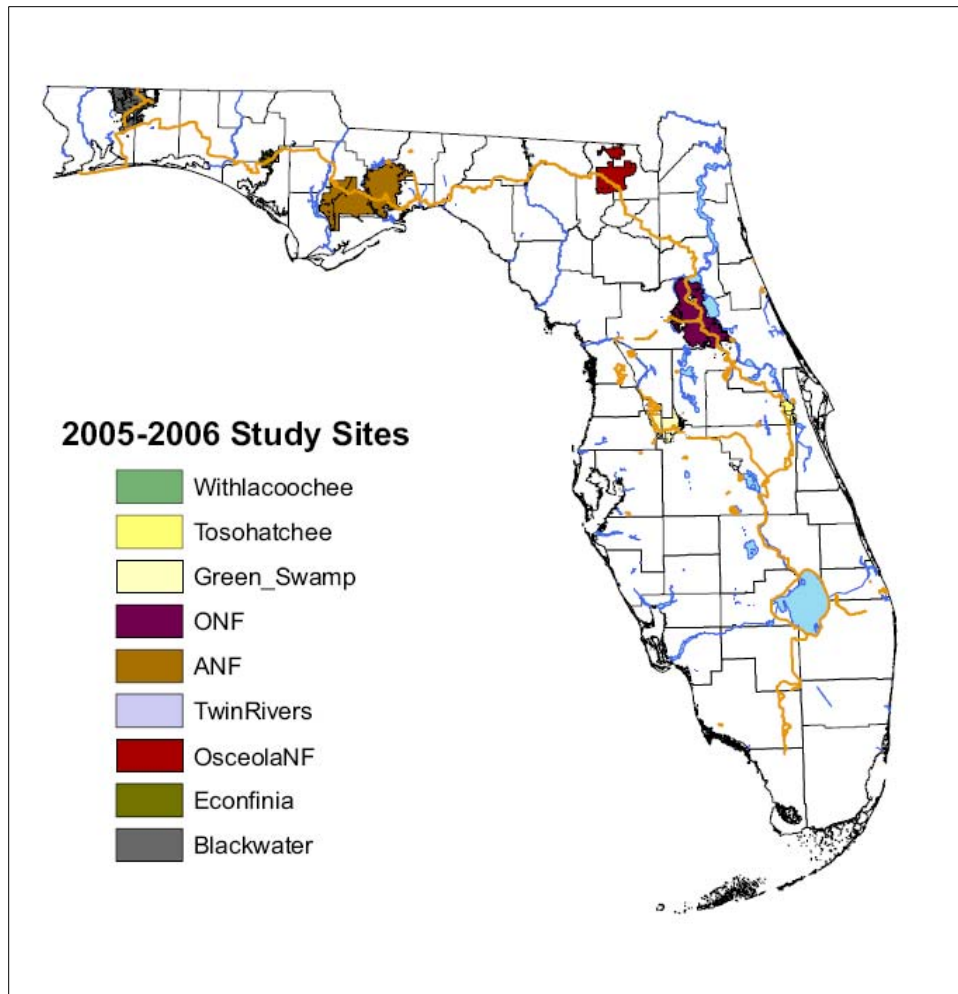 2005-2006 Study Sites
Withlacoochee
Tosohatchee
Green_Swamp
ONF
ANF
TwinRivers
OsceolaNF
Econfinia
Blackwater